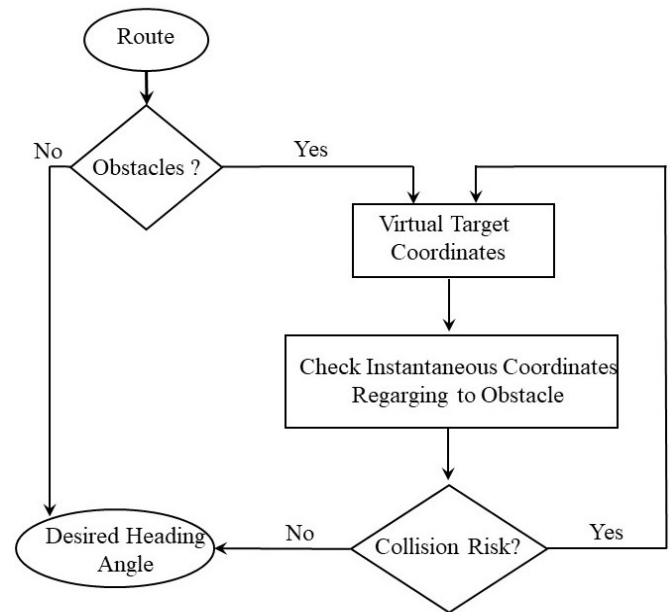 Route
No
Obstacles ?
Yes
Virtual Target
Coordinates
Check Instantaneous Coordinates
Regarging to Obstacle
Desired Heading
Angle
No
Collision Risk?
Yes